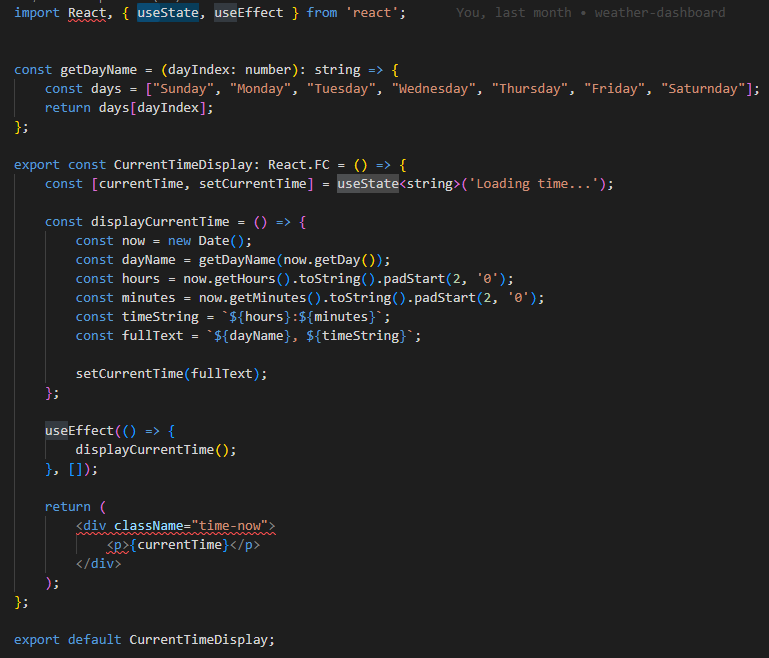 import React, { useState, useEffect } from 'react'; You, last month • weather-dashboard
const getDayName = (dayIndex: number): string => {
const days = ["Sunday", "Monday", "Tuesday", "Wednesday", "Thursday", "Friday", "Saturnday"];
return days[dayIndex];
};
export const CurrentTimeDisplay: React.FC = () => {
const [currentTime, setCurrentTime] = useState<string>('Loading time...');
const displayCurrentTime = () => {
const now = new Date();
const dayName = getDayName(now.getDay());
const hours = now.getHours().toString().padStart(2, '0');
const minutes = now.getMinutes().toString().padStart(2, '0');
const timeString = `${hours}:${minutes}`;
const fullText = `${dayName}, ${timeString}`;
setCurrentTime(fullText);
};
useEffect(() => {
displayCurrentTime();
}, []);
return (
<div className="time-now">
<p>{currentTime}</p>
</div>
);
};
export default CurrentTimeDisplay;